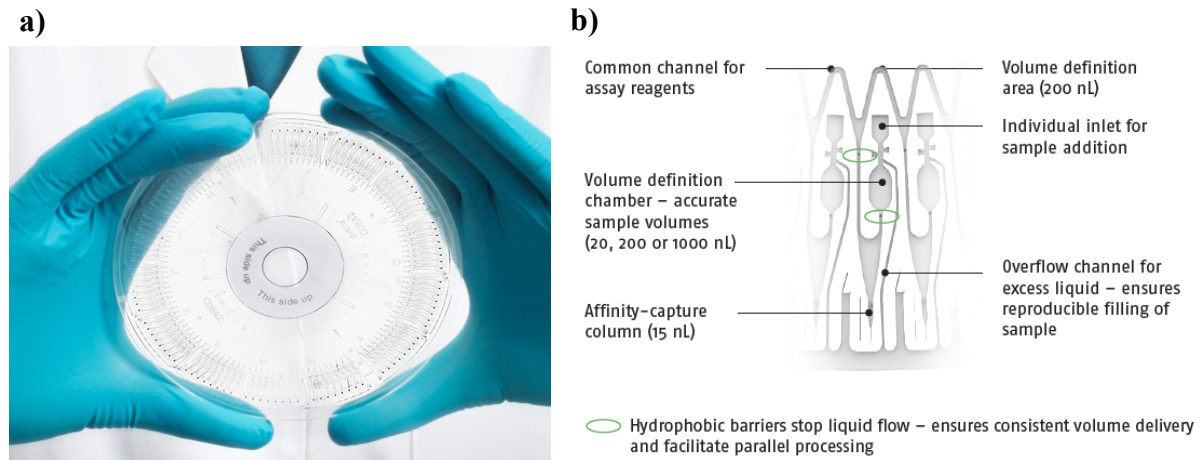 a)
This side up
This side up
b)
Common channel for
assay reagents
Volume definition
area (200 nL)
Individual inlet for
sample addition
Volume definition
chamber – accurate
sample volumes
(20, 200 or 1000 nL)
Overflow channel for
excess liquid – ensures
reproducible filling of
sample
Affinity-capture
column (15 nL)
Hydrophobic barriers stop liquid flow – ensures consistent volume delivery
and facilitate parallel processing